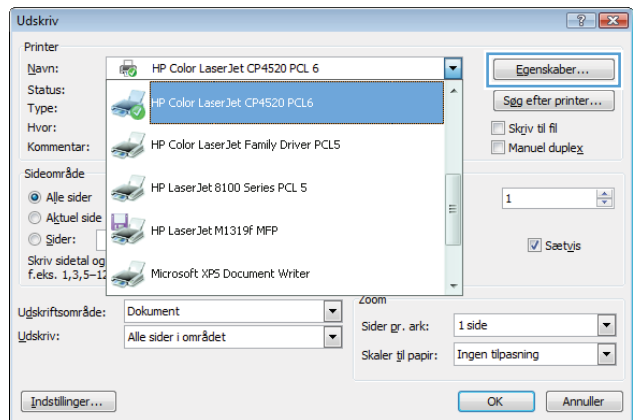 Udskriv
Printer
Navn: HP Color LaserJet CP4520 PCL 6 Egenskaber...
Status: HP Color LaserJet CP4520 PCL6 Søg efter printer...
Type:
Hvor: Skriv til fil
Kommentar: HP Color LaserJet Family Driver PCL5 Manuel duplex
Sideområde
HP LaserJet 8100 Series PCL 5
Alle sider 1
Aktuel side HP LaserJet M1319f MFP
Sider: Sætvis
Skriv sidetal og
f.eks. 1,3,5–12 Microsoft XPS Document Writer
Zoom
Udskriftsområde: Dokument Sider pr. ark: 1 side
Udskriv: Alle sider i området Skaler til papir: Ingen tilpasning
Indstillinger... OK Annuller